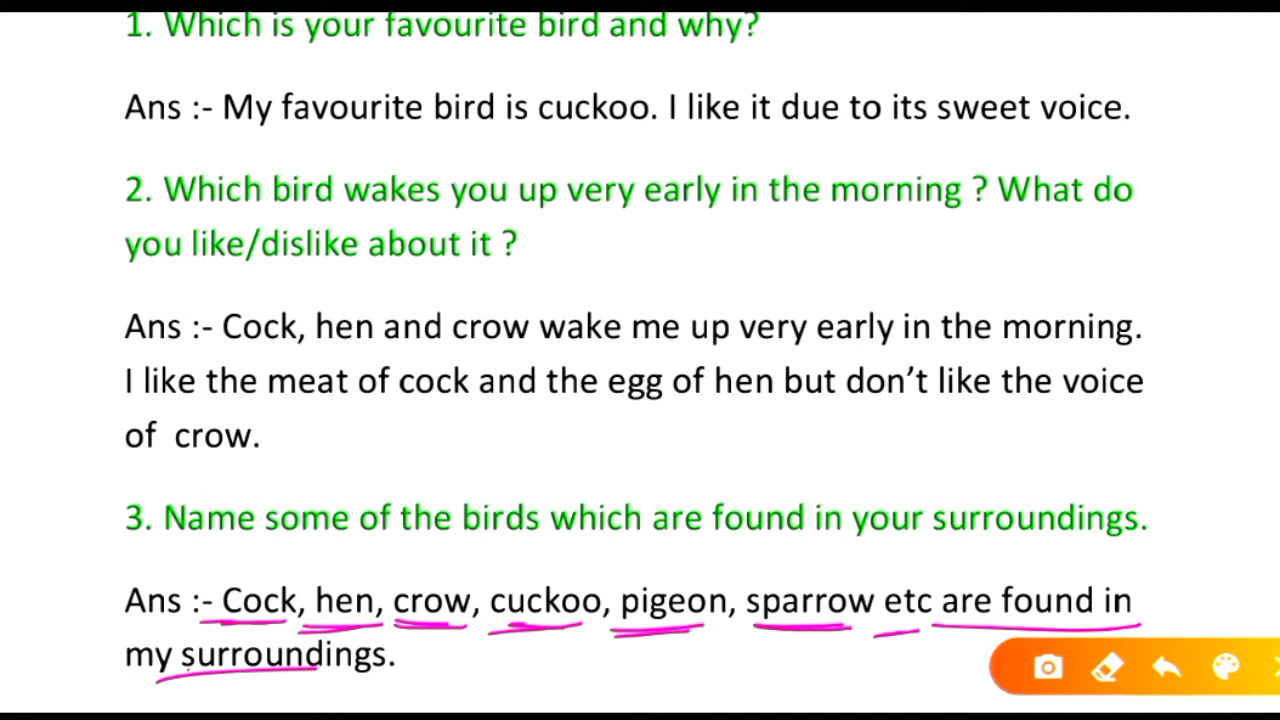 1. Which is your favourite bird and why?
Ans :- My favourite bird is cuckoo. I like it due to its sweet voice.
2. Which bird wakes you up very early in the morning ? What do
you like/dislike about it ?
Ans :- Cock, hen and crow wake me up very early in the morning.
I like the meat of cock and the egg of hen but don’t like the voice
of  crow.
3. Name some of the birds which are found in your surroundings.
Ans :- Cock, hen, crow, cuckoo, pigeon, sparrow etc are found in
my surroundings.